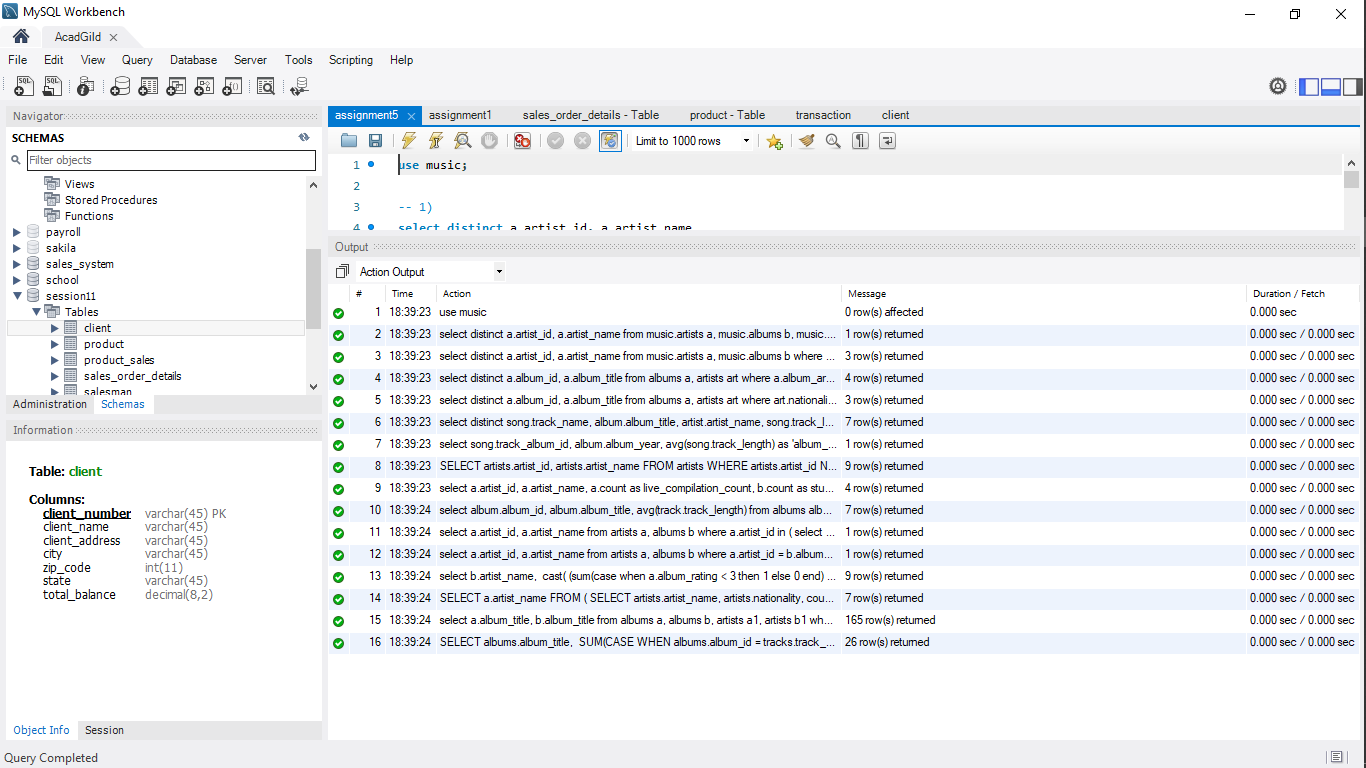 MySQL Workbench
AcadGild
File Edit View Query Database Server Tools Scripting Help
Navigator
SCHEMAS
Filter objects
Views
Stored Procedures
Functions
payroll
sakila
sales_system
school
session11
Tables
client
product
product_sales
sales_order_details
salesman
Administration Schemas
Information
Table: client
Columns:
client_number varchar(45) PK
client_name varchar(45)
client_address varchar(45)
city varchar(45)
zip_code int(11)
state varchar(45)
total_balance decimal(8,2)
Object Info Session
assignment5 assignment1 sales_order_details - Table product - Table transaction client
Limit to 1000 rows
1 use music;
2
3 -- 1)
4 select distinct a.artist_id, a.artist_name
Output
Action Output
# Time Action Message Duration / Fetch
1 18:39:23 use music 0 row(s) affected 0.000 sec
2 18:39:23 select distinct a.artist_id, a.artist_name from music.artists a, music.albums b, music.... 1 row(s) returned 0.000 sec / 0.000 sec
3 18:39:23 select distinct a.artist_id, a.artist_name from music.artists a, music.albums b where ... 3 row(s) returned 0.000 sec / 0.000 sec
4 18:39:23 select distinct a.album_id, a.album_title from albums a, artists art where a.album_ar... 4 row(s) returned 0.000 sec / 0.000 sec
5 18:39:23 select distinct a.album_id, a.album_title from albums a, artists art where art.nationali... 3 row(s) returned 0.000 sec / 0.000 sec
6 18:39:23 select distinct song.track_name, album.album_title, artist.artist_name, song.track_l... 7 row(s) returned 0.000 sec / 0.000 sec
7 18:39:23 select song.track_album_id, album.album_year, avg(song.track_length) as 'album_... 1 row(s) returned 0.000 sec / 0.000 sec
8 18:39:23 SELECT artists.artist_id, artists.artist_name FROM artists WHERE artists.artist_id N... 9 row(s) returned 0.000 sec / 0.000 sec
9 18:39:23 select a.artist_id, a.artist_name, a.count as live_compilation_count, b.count as stu... 4 row(s) returned 0.000 sec / 0.000 sec
10 18:39:24 select album.album_id, album.album_title, avg(track.track_length) from albums alb... 7 row(s) returned 0.000 sec / 0.000 sec
11 18:39:24 select a.artist_id, a.artist_name from artists a, albums b where a.artist_id in ( select ... 1 row(s) returned 0.000 sec / 0.000 sec
12 18:39:24 select a.artist_id, a.artist_name from artists a, albums b where a.artist_id = b.album... 1 row(s) returned 0.000 sec / 0.000 sec
13 18:39:24 select b.artist_name, cast( (sum(case when a.album_rating < 3 then 1 else 0 end) ... 9 row(s) returned 0.000 sec / 0.000 sec
14 18:39:24 SELECT a.artist_name FROM ( SELECT artists.artist_name, artists.nationality, cou... 7 row(s) returned 0.000 sec / 0.000 sec
15 18:39:24 select a.album_title, b.album_title from albums a, albums b, artists a1, artists b1 wh... 165 row(s) returned 0.000 sec / 0.000 sec
16 18:39:24 SELECT albums.album_title, SUM(CASE WHEN albums.album_id = tracks.track_... 26 row(s) returned 0.000 sec / 0.000 sec
Query Completed